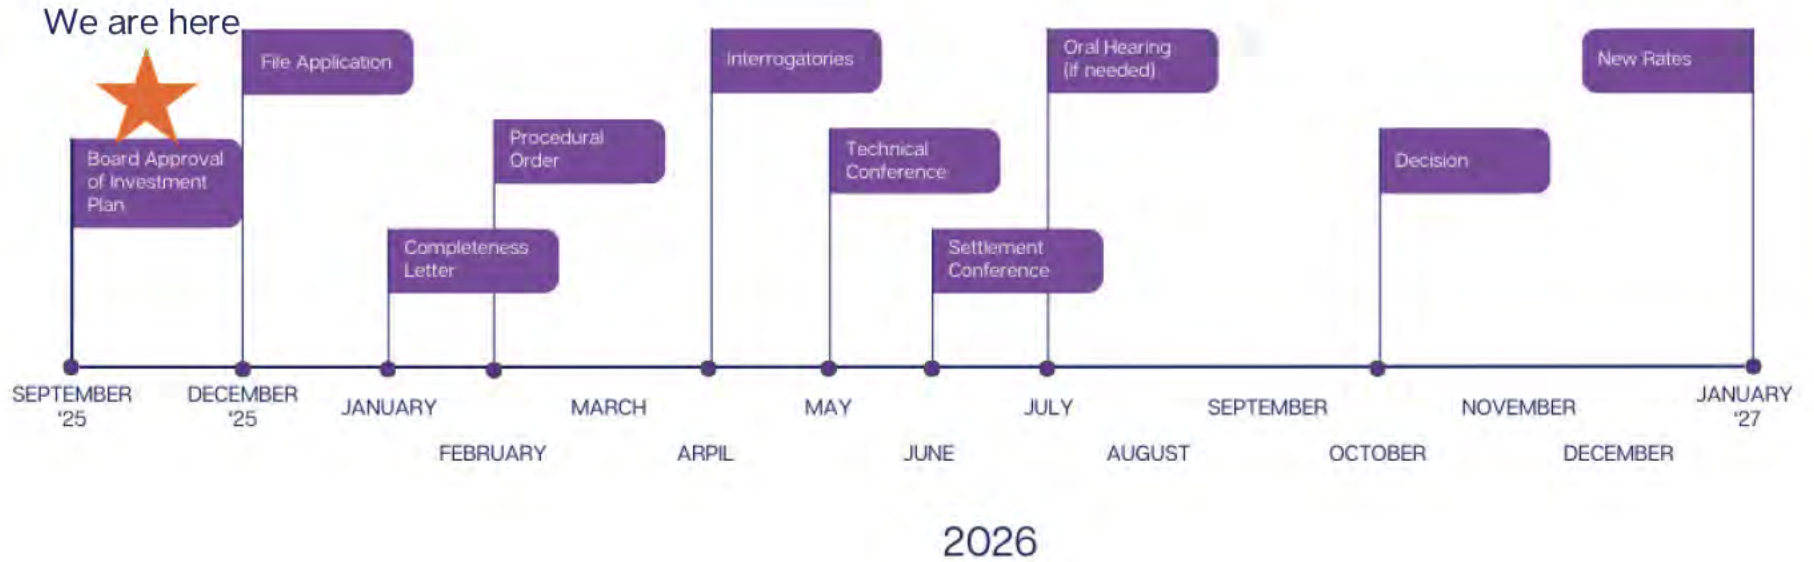 We are here
File Application
Interrogatories
Oral Hearing
(if needed)
New Rates
Board Approval
of Investment
Plan
Procedural
Order
Technical
Conference
Decision
Completeness
Letter
Settlement
Conference
SEPTEMBER
'25
DECEMBER
'25
JANUARY
FEBRUARY
MARCH
ARPIL
MAY
JUNE
JULY
AUGUST
SEPTEMBER
OCTOBER
NOVEMBER
DECEMBER
JANUARY
'27
2026